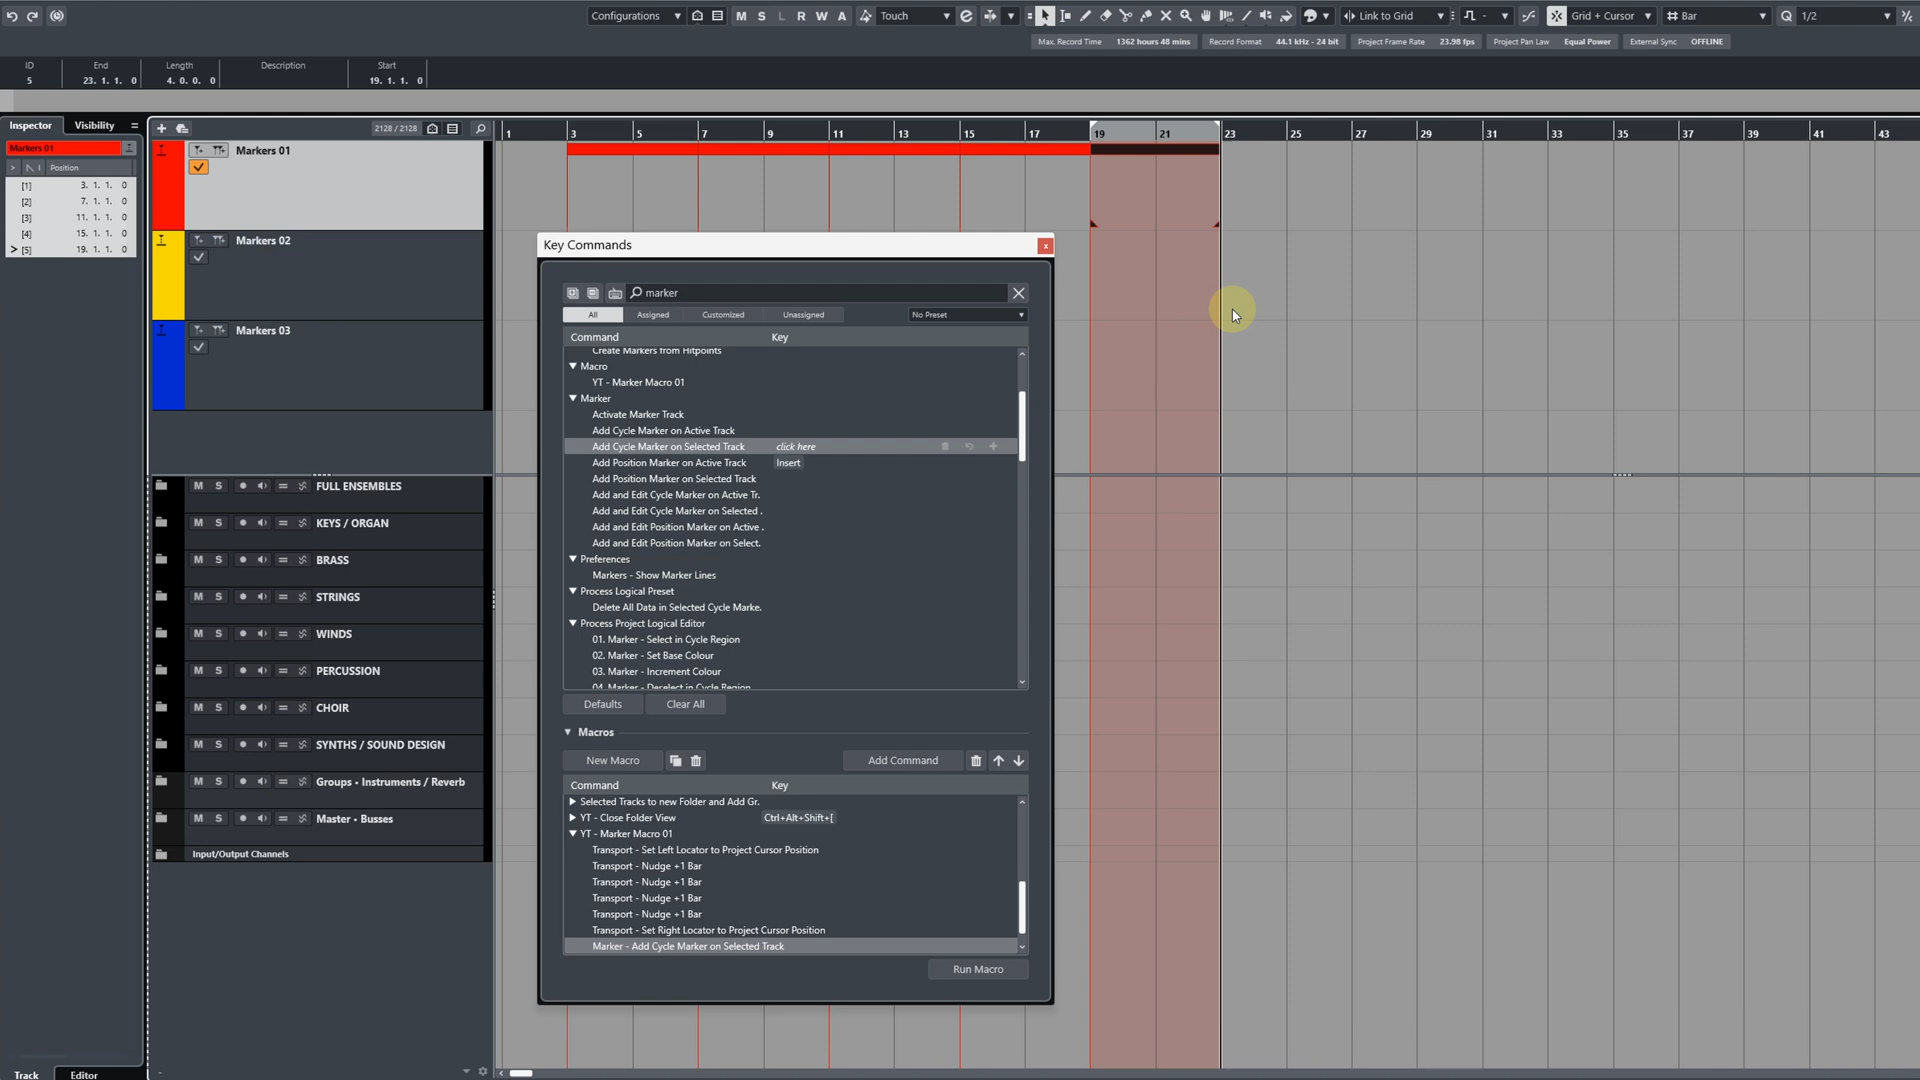 Configurations M S L R W A Touch Link to Grid - Grid + Cursor Bar Q 1/2
Max. Record Time 1362 hours 48 mins Record Format 44.1 kHz - 24 bit Project Frame Rate 23.98 fps Project Pan Law Equal Power External Sync OFFLINE
ID End Length Description Start
5 23. 1. 1. 0 4. 0. 0. 0 19. 1. 1. 0
Inspector Visibility 2128 / 2128
1 3 5 7 9 11 13 15 17 19 21 23 25 27 29 31 33 35 37 39 41 43
Markers 01 Markers 01
> Position
[1] 3. 1. 1. 0
[2] 7. 1. 1. 0
[3] 11. 1. 1. 0
[4] 15. 1. 1. 0
> [5] 19. 1. 1. 0
Markers 02
Markers 03
Key Commands x
marker
All Assigned Customized Unassigned No Preset
Command Key
Create Markers from Hitpoints
Macro
YT - Marker Macro 01
Marker
Activate Marker Track
Add Cycle Marker on Active Track
Add Cycle Marker on Selected Track click here
Add Position Marker on Active Track Insert
Add Position Marker on Selected Track
Add and Edit Cycle Marker on Active Tr.
Add and Edit Cycle Marker on Selected .
Add and Edit Position Marker on Active .
Add and Edit Position Marker on Select.
Preferences
Markers - Show Marker Lines
Process Logical Preset
Delete All Data in Selected Cycle Marke.
Process Project Logical Editor
01. Marker - Select in Cycle Region
02. Marker - Set Base Colour
03. Marker - Increment Colour
04. Marker - Deselect in Cycle Region
Defaults Clear All
Macros
New Macro Add Command
Command Key
Selected Tracks to new Folder and Add Gr.
YT - Close Folder View Ctrl+Alt+Shift+[
YT - Marker Macro 01
Transport - Set Left Locator to Project Cursor Position
Transport - Nudge +1 Bar
Transport - Nudge +1 Bar
Transport - Nudge +1 Bar
Transport - Nudge +1 Bar
Transport - Set Right Locator to Project Cursor Position
Marker - Add Cycle Marker on Selected Track
Run Macro
M S FULL ENSEMBLES
M S KEYS / ORGAN
M S BRASS
M S STRINGS
M S WINDS
M S PERCUSSION
M S CHOIR
M S SYNTHS / SOUND DESIGN
M S Groups • Instruments / Reverb
M S Master • Busses
Input/Output Channels
Track Editor